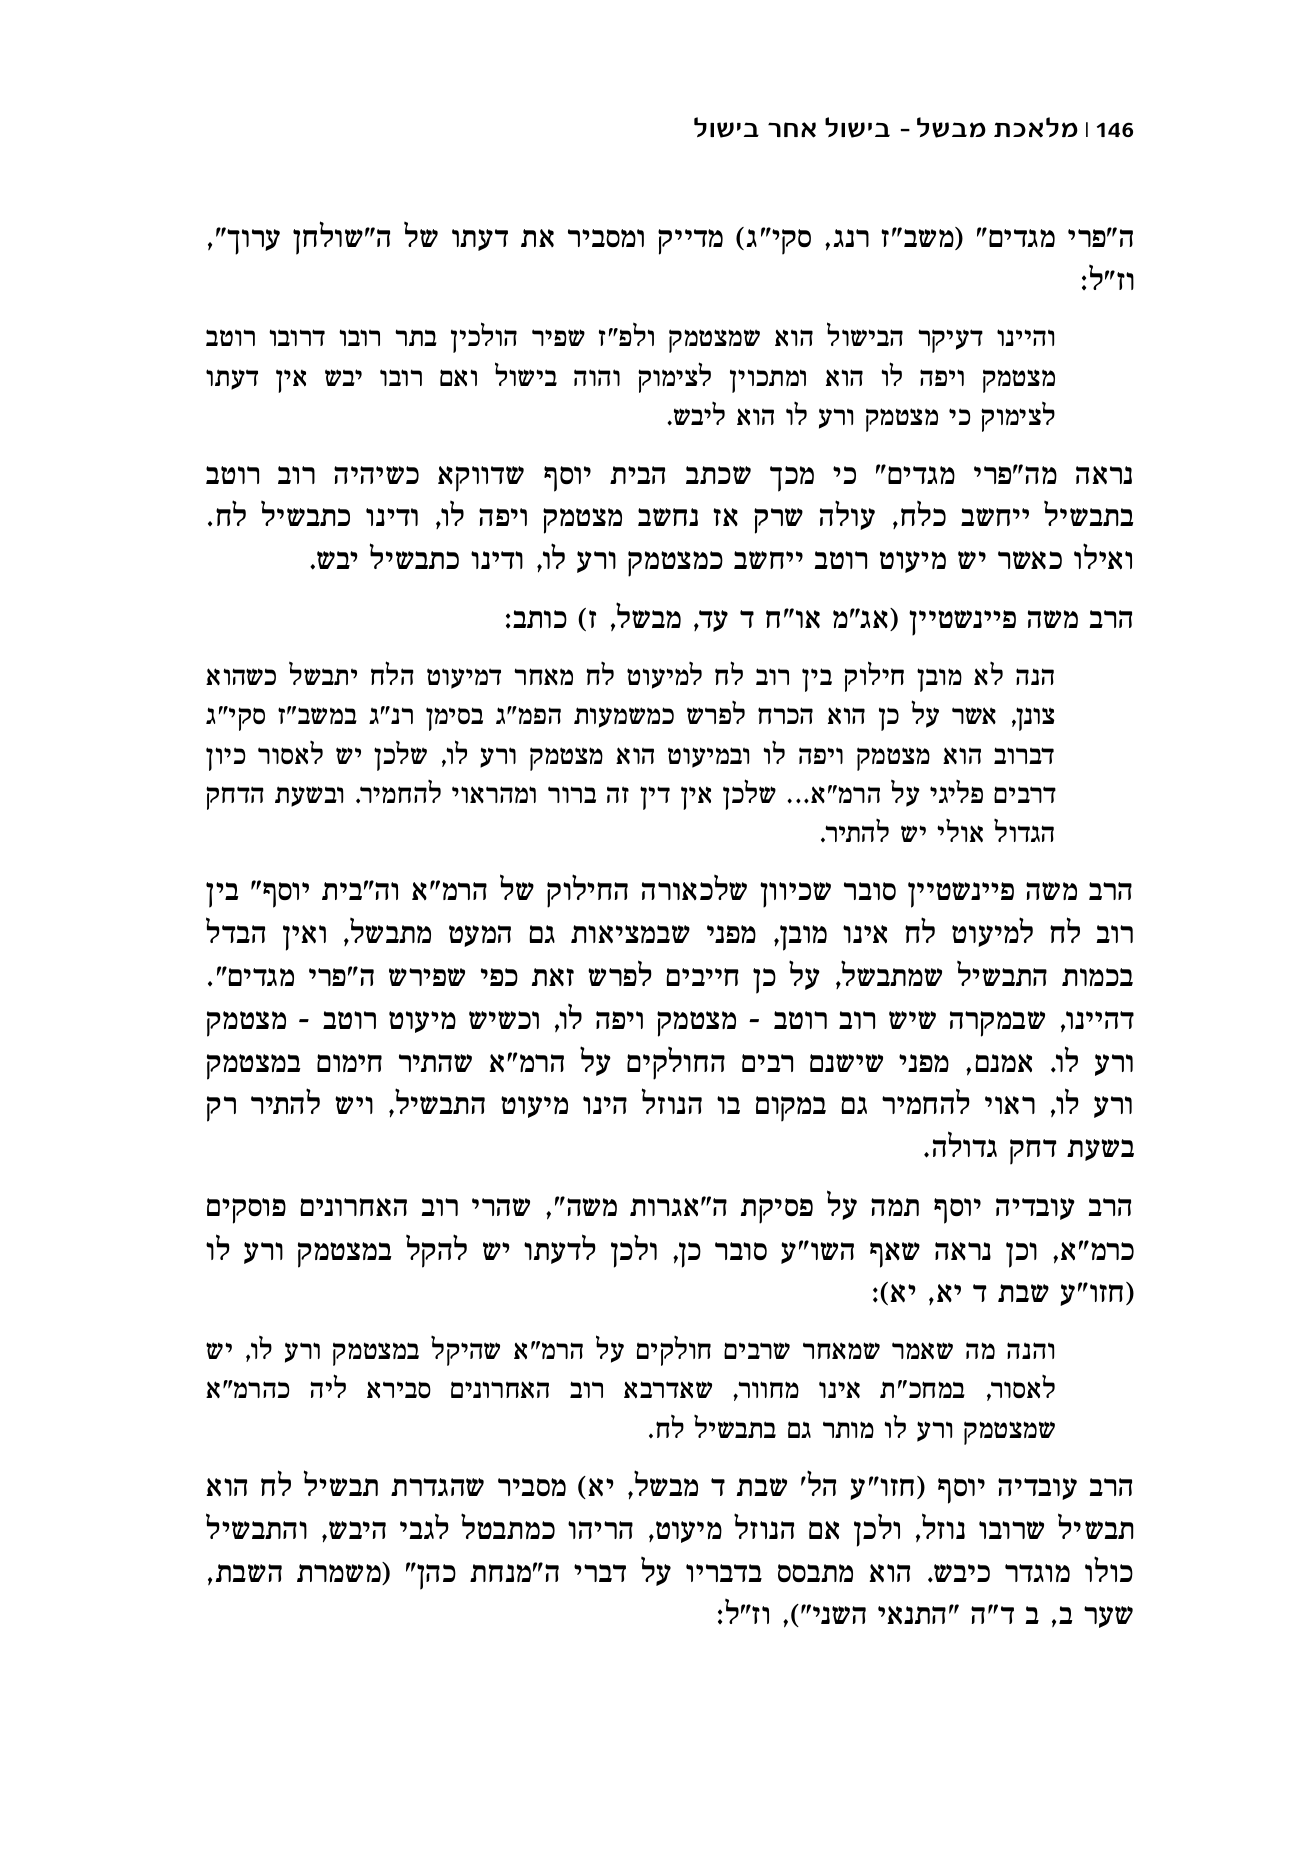 146 | מלאכת מבשל - בישול אחר בישול
ה"פרי מגדים" (משב"ז רנג, סקי"ג) מדייק ומסביר את דעתו של ה"שולחן ערוך",
וז"ל:
והיינו דעיקר הבישול הוא שמצטמק ולפ"ז שפיר הולכין בתר רובו דרובו רוטב
מצטמק ויפה לו הוא ומתכוין לצימוק והוה בישול ואם רובו יבש אין דעתו
לצימוק כי מצטמק ורע לו הוא ליבש.
נראה מה"פרי מגדים" כי מכך שכתב הבית יוסף שדווקא כשיהיה רוב רוטב
בתבשיל ייחשב כלח, עולה שרק אז נחשב מצטמק ויפה לו, ודינו כתבשיל לח.
ואילו כאשר יש מיעוט רוטב ייחשב כמצטמק ורע לו, ודינו כתבשיל יבש.
הרב משה פיינשטיין (אג"מ או"ח ד עד, מבשל, ז) כותב:
הנה לא מובן חילוק בין רוב לח למיעוט לח מאחר דמיעוט הלח יתבשל כשהוא
צונן, אשר על כן הוא הכרח לפרש כמשמעות הפמ"ג בסימן רנ"ג במשב"ז סקי"ג
דברוב הוא מצטמק ויפה לו ובמיעוט הוא מצטמק ורע לו, שלכן יש לאסור כיון
דרבים פליגי על הרמ"א... שלכן אין דין זה ברור ומהראוי להחמיר. ובשעת הדחק
הגדול אולי יש להתיר.
הרב משה פיינשטיין סובר שכיוון שלכאורה החילוק של הרמ"א וה"בית יוסף" בין
רוב לח למיעוט לח אינו מובן, מפני שבמציאות גם המעט מתבשל, ואין הבדל
בכמות התבשיל שמתבשל, על כן חייבים לפרש זאת כפי שפירש ה"פרי מגדים".
דהיינו, שבמקרה שיש רוב רוטב - מצטמק ויפה לו, וכשיש מיעוט רוטב - מצטמק
ורע לו. אמנם, מפני שישנם רבים החולקים על הרמ"א שהתיר חימום במצטמק
ורע לו, ראוי להחמיר גם במקום בו הנוזל הינו מיעוט התבשיל, ויש להתיר רק
בשעת דחק גדולה.
הרב עובדיה יוסף תמה על פסיקת ה"אגרות משה", שהרי רוב האחרונים פוסקים
כרמ"א, וכן נראה שאף השו"ע סובר כן, ולכן לדעתו יש להקל במצטמק ורע לו
(חזו"ע שבת ד יא, יא):
והנה מה שאמר שמאחר שרבים חולקים על הרמ"א שהיקל במצטמק ורע לו, יש
לאסור, במחכ"ת אינו מחוור, שאדרבא רוב האחרונים סבירא ליה כהרמ"א
שמצטמק ורע לו מותר גם בתבשיל לח.
הרב עובדיה יוסף (חזו"ע הל' שבת ד מבשל, יא) מסביר שהגדרת תבשיל לח הוא
תבשיל שרובו נוזל, ולכן אם הנוזל מיעוט, הריהו כמתבטל לגבי היבש, והתבשיל
כולו מוגדר כיבש. הוא מתבסס בדבריו על דברי ה"מנחת כהן" (משמרת השבת,
שער ב, ב ד"ה "התנאי השני"), וז"ל: